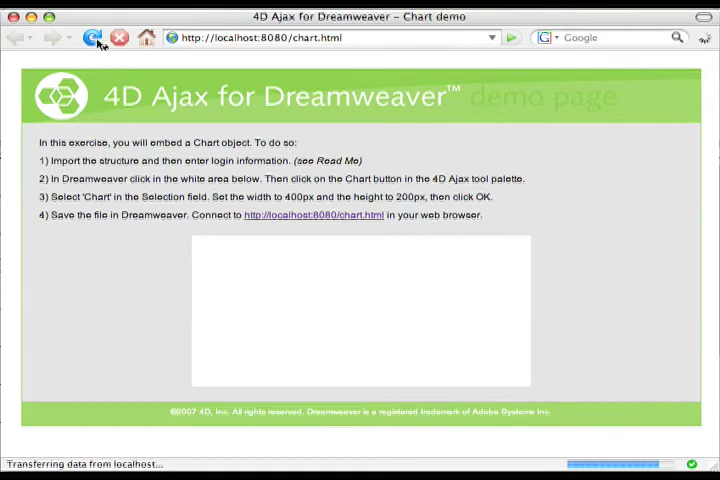 4D Ajax for Dreamweaver – Chart demo
http://localhost:8080/chart.html
G Google
4D Ajax for Dreamweaver™ demo page
In this exercise, you will embed a Chart object. To do so:
1) Import the structure and then enter login information. (see Read Me)
2) In Dreamweaver click in the white area below. Then click on the Chart button in the 4D Ajax tool palette.
3) Select 'Chart' in the Selection field. Set the width to 400px and the height to 200px, then click OK.
4) Save the file in Dreamweaver. Connect to http://localhost:8080/chart.html in your web browser.
©2007 4D, Inc. All rights reserved. Dreamweaver is a registered trademark of Adobe Systems Inc.
Transferring data from localhost...